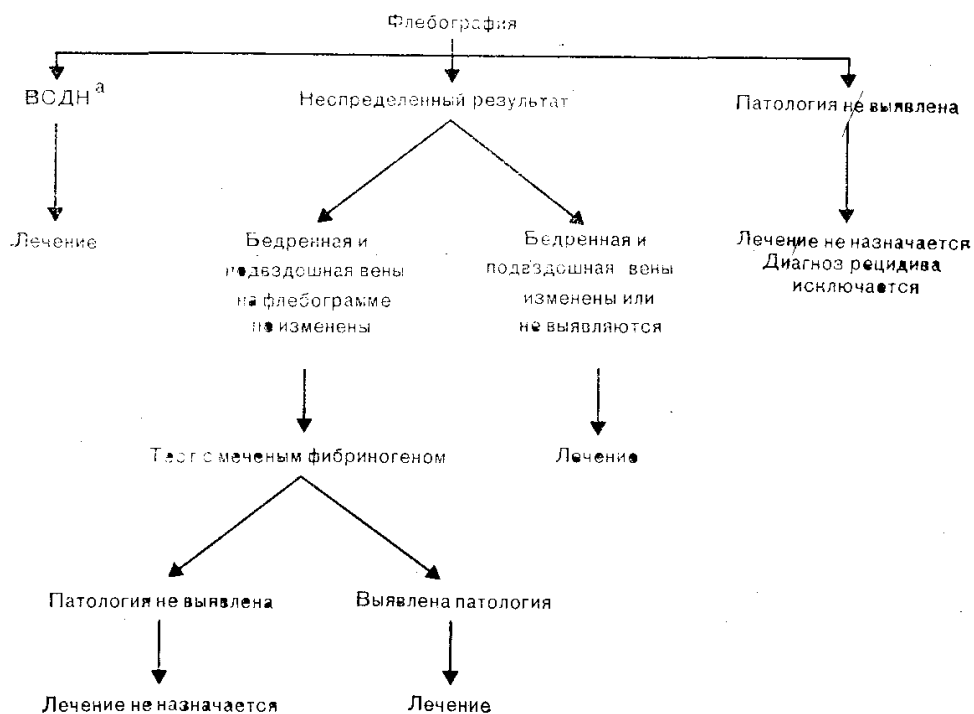 Флебография
ВСДН а
Неспределенный результат
Патология не выявлена
Лечение
Бедренная и
подвздошная вены
на флебограмме
не изменены
Бедренная и
подвздошная вены
изменены или
не выявляются
Лечение не назначается
Диагноз рецидива
исключается
Тест с меченым фибриногеном
Лечение
Патология не выявлена
Выявлена патология
Лечение не назначается
Лечение